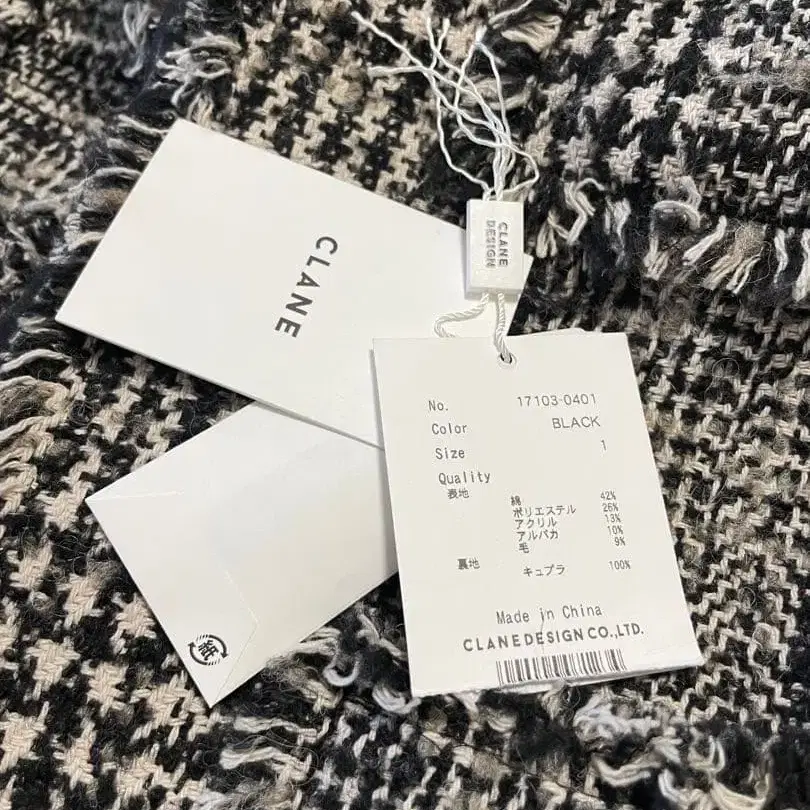 CLANE
DESIGN
CLANE
No. 17103-0401
Color BLACK
Size 1
Quality
表地 綿 42%
ポリエステル 26%
アクリル 13%
アルパカ 10%
毛 9%
裏地 キュプラ 100%
Made in China
CLANE DESIGN CO.,LTD.
紙